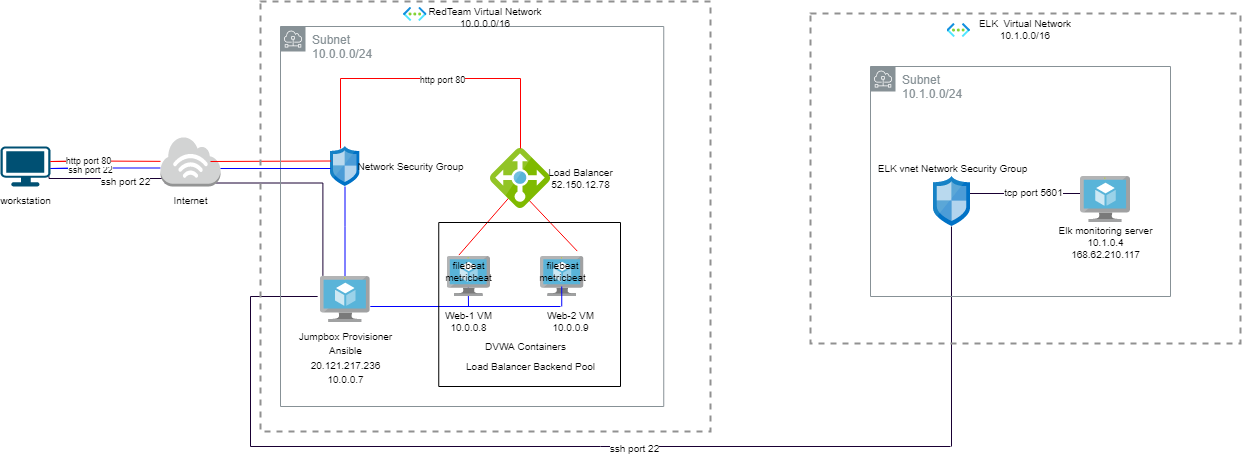 RedTeam Virtual Network
10.0.0.0/16
Subnet
10.0.0.0/24
http port 80
http port 80
ssh port 22
ssh port 22
workstation
Internet
Network Security Group
Load Balancer
52.150.12.78
filebeat
metricbeat
filebeat
metricbeat
Web-1 VM
10.0.0.8
Web-2 VM
10.0.0.9
DVWA Containers
Load Balancer Backend Pool
Jumpbox Provisioner
Ansible
20.121.217.236
10.0.0.7
ssh port 22
ELK Virtual Network
10.1.0.0/16
Subnet
10.1.0.0/24
ELK vnet Network Security Group
tcp port 5601
Elk monitoring server
10.1.0.4
168.62.210.117